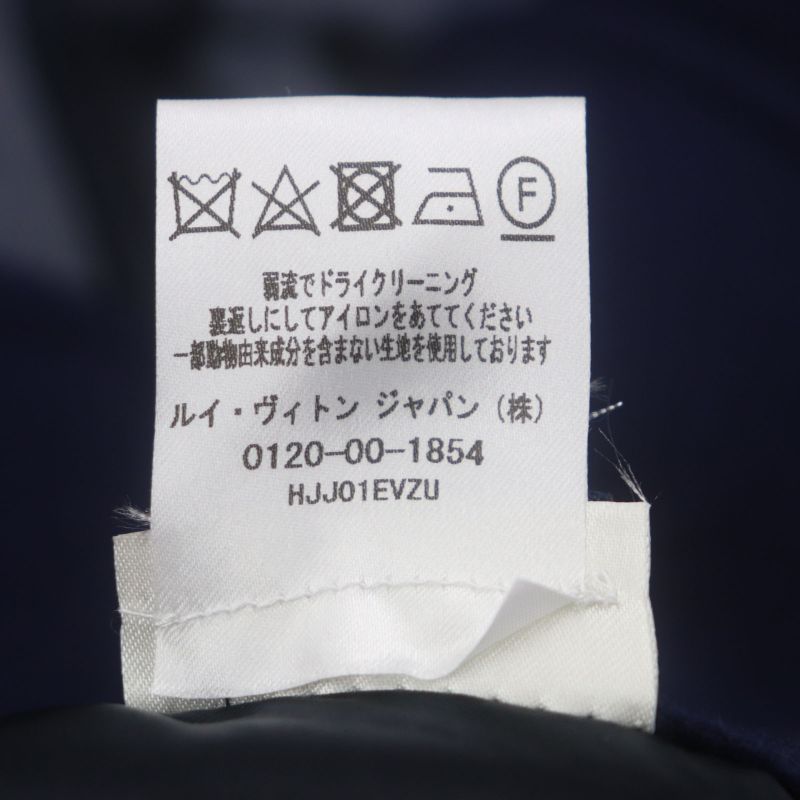 F
弱流でドライクリーニング
裏返しにしてアイロンをあててください
一部動物由来成分を含まない生地を使用しております
ルイ・ヴィトン ジャパン (株)
0120-00-1854
HJJ01EVZU